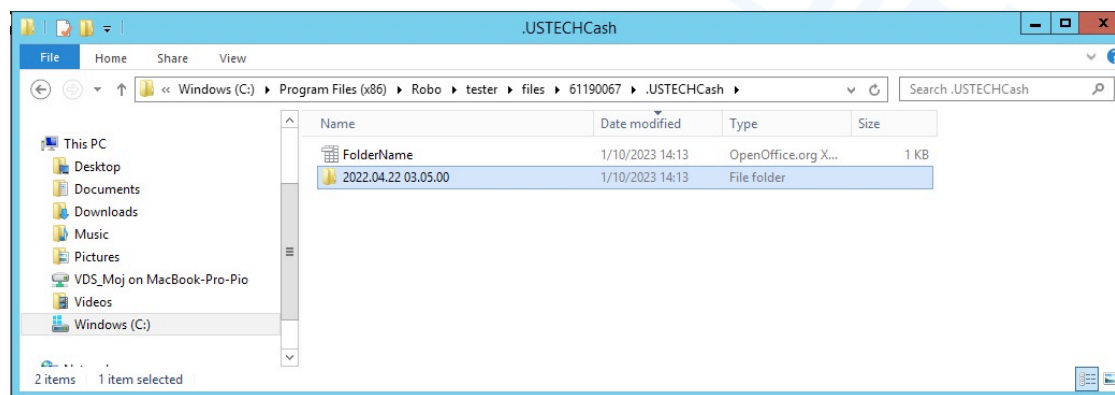 .USTECHCash
File Home Share View
« Windows (C:) ▸ Program Files (x86) ▸ Robo ▸ tester ▸ files ▸ 61190067 ▸ .USTECHCash ▸ Search .USTECHCash
Name Date modified Type Size
This PC
FolderName 1/10/2023 14:13 OpenOffice.org X... 1 KB
Desktop
2022.04.22 03.05.00 1/10/2023 14:13 File folder
Documents
Downloads
Music
Pictures
VDS_Moj on MacBook-Pro-Pio
Videos
Windows (C:)
2 items 1 item selected